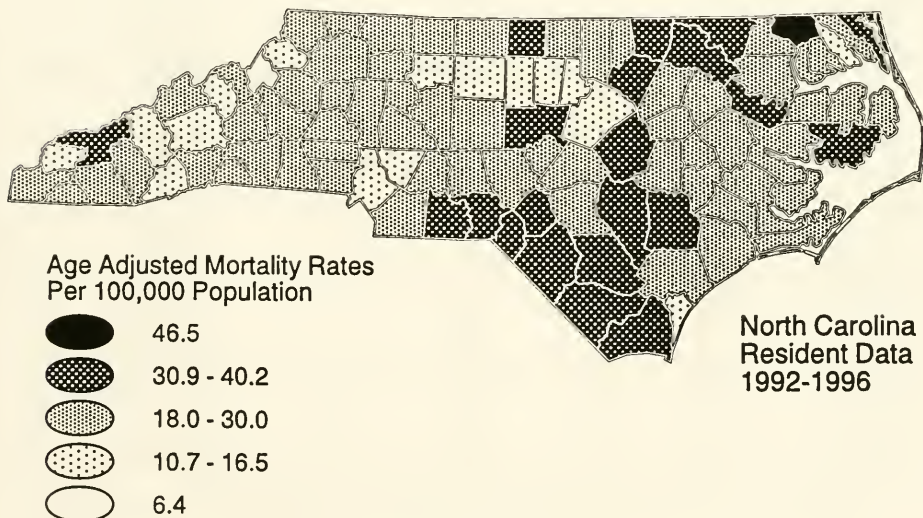 Age Adjusted Mortality Rates
Per 100,000 Population
46.5
30.9 - 40.2
18.0 - 30.0
10.7 - 16.5
6.4
North Carolina
Resident Data
1992-1996